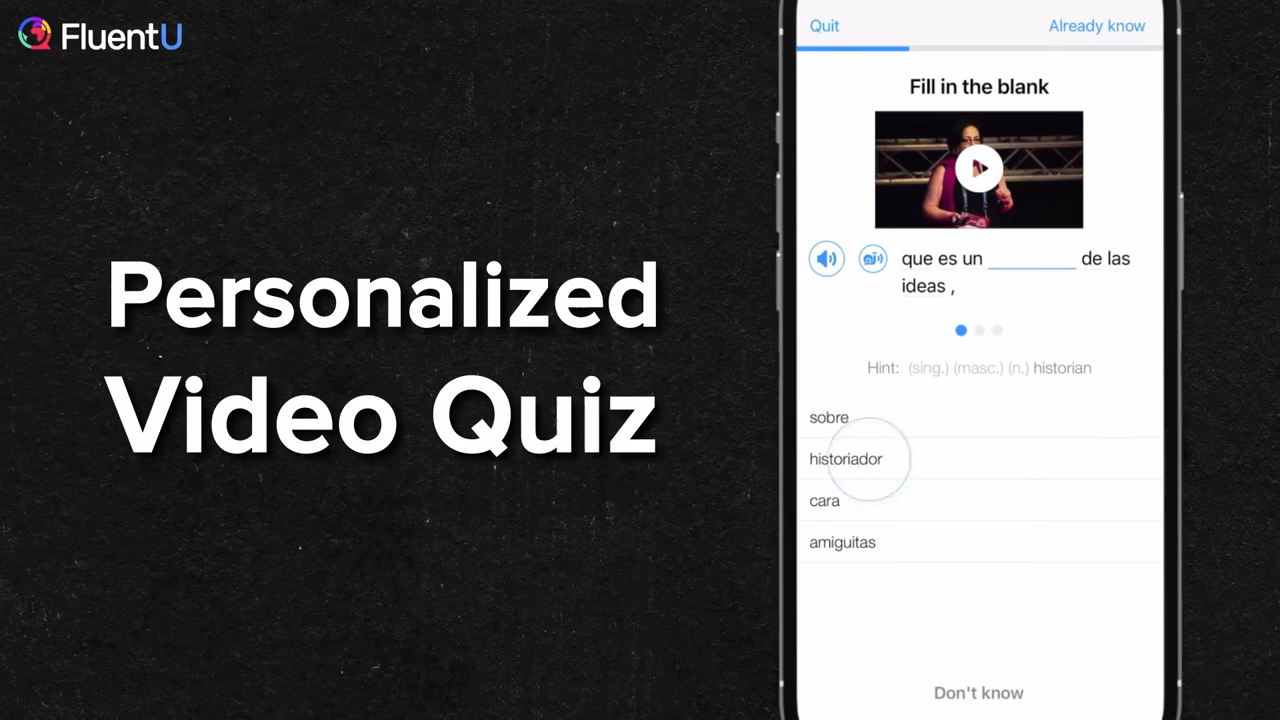 FluentU
Personalized
Video Quiz
Quit
Already know
Fill in the blank
que es un ________ de las
ideas ,
Hint: (sing.) (masc.) (n.) historian
sobre
historiador
cara
amiguitas
Don't know